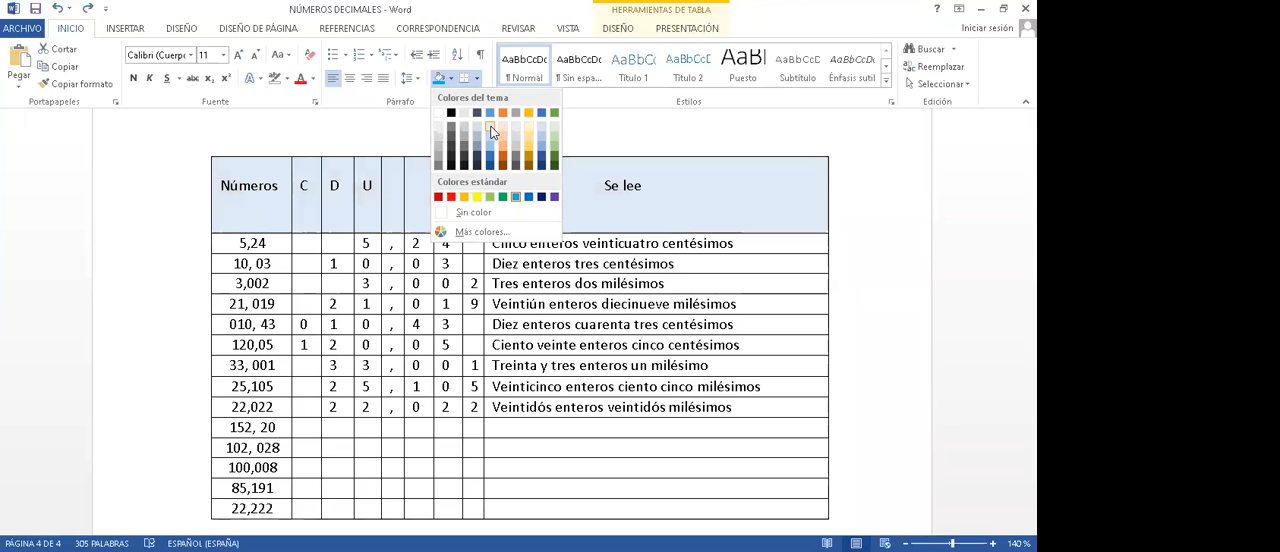 NÚMEROS DECIMALES - Word
HERRAMIENTAS DE TABLA
ARCHIVO INICIO INSERTAR DISEÑO DISEÑO DE PÁGINA REFERENCIAS CORRESPONDENCIA REVISAR VISTA DISEÑO PRESENTACIÓN Iniciar sesión
Pegar
Cortar
Copiar
Copiar formato
Portapapeles
Calibri (Cuerpo 11
Fuente
Párrafo
AaBbCcDc AaBbCcDc AaBbCc AaBbCcD AaBl AaBbCcD AaBbCcDc
¶ Normal ¶ Sin espa... Título 1 Título 2 Puesto Subtítulo Énfasis sutil
Estilos
Buscar
Reemplazar
Seleccionar
Edición
Colores del tema
Colores estándar
Sin color
Más colores...
Números C D U Se lee
5,24 5 , 2 4 Cinco enteros veinticuatro centésimos
10, 03 1 0 , 0 3 Diez enteros tres centésimos
3,002 3 , 0 0 2 Tres enteros dos milésimos
21, 019 2 1 , 0 1 9 Veintiún enteros diecinueve milésimos
010, 43 0 1 0 , 4 3 Diez enteros cuarenta tres centésimos
120,05 1 2 0 , 0 5 Ciento veinte enteros cinco centésimos
33, 001 3 3 , 0 0 1 Treinta y tres enteros un milésimo
25,105 2 5 , 1 0 5 Veinticinco enteros ciento cinco milésimos
22,022 2 2 , 0 2 2 Veintidós enteros veintidós milésimos
152, 20
102, 028
100,008
85,191
22,222
PÁGINA 4 DE 4 305 PALABRAS ESPAÑOL (ESPAÑA) 140 %